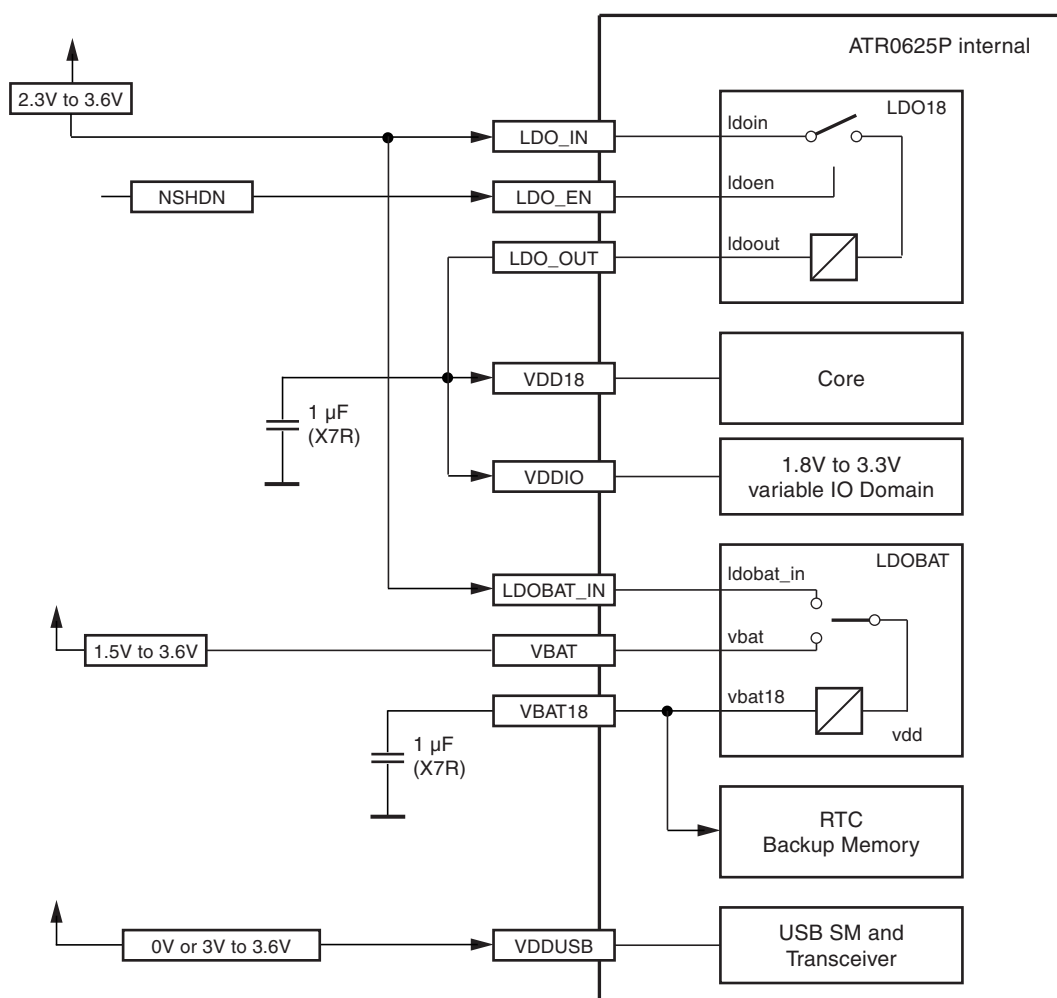 ATR0625P internal
2.3V to 3.6V
LDO18
LDO_IN
ldoin
NSHDN
LDO_EN
ldoen
LDO_OUT
ldoout
VDD18
Core
1 µF
(X7R)
VDDIO
1.8V to 3.3V
variable IO Domain
LDOBAT
LDOBAT_IN
ldobat_in
1.5V to 3.6V
VBAT
vbat
VBAT18
vbat18
vdd
1 µF
(X7R)
RTC
Backup Memory
0V or 3V to 3.6V
VDDUSB
USB SM and
Transceiver